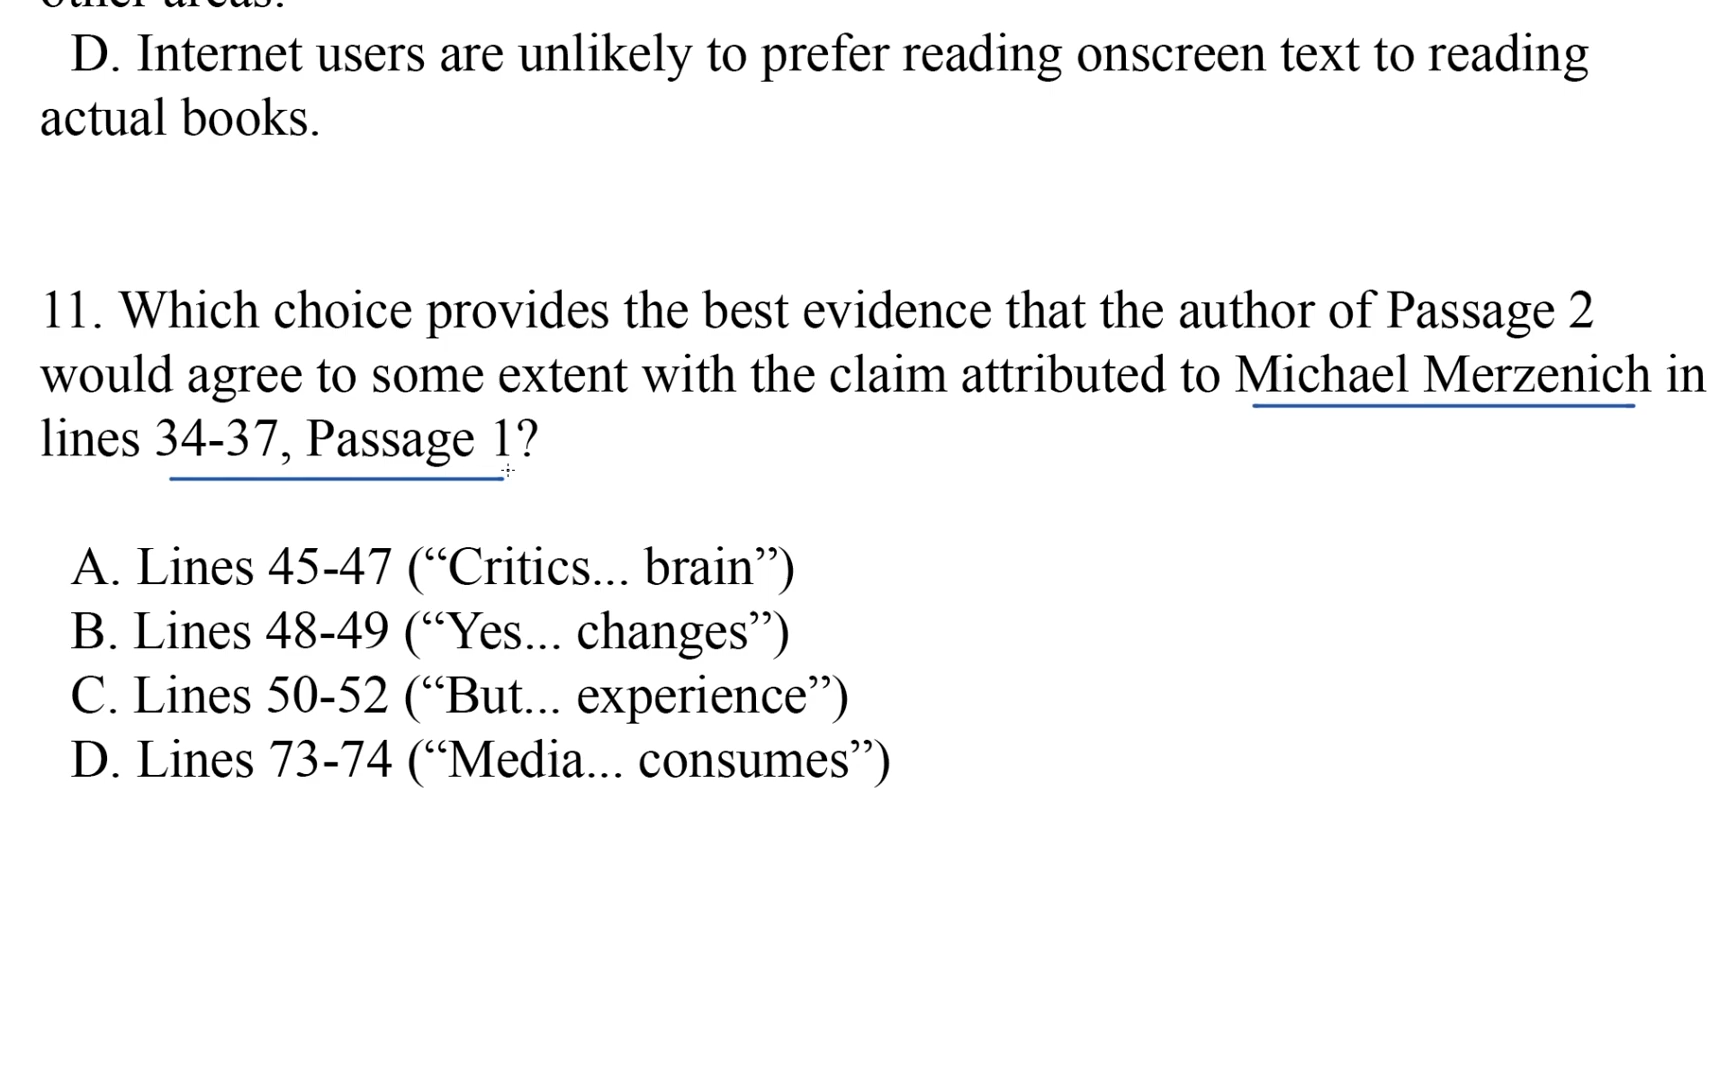 other areas.
D. Internet users are unlikely to prefer reading onscreen text to reading
actual books.
11. Which choice provides the best evidence that the author of Passage 2
would agree to some extent with the claim attributed to Michael Merzenich in
lines 34-37, Passage 1?
A. Lines 45-47 (“Critics... brain”)
B. Lines 48-49 (“Yes... changes”)
C. Lines 50-52 (“But... experience”)
D. Lines 73-74 (“Media... consumes”)